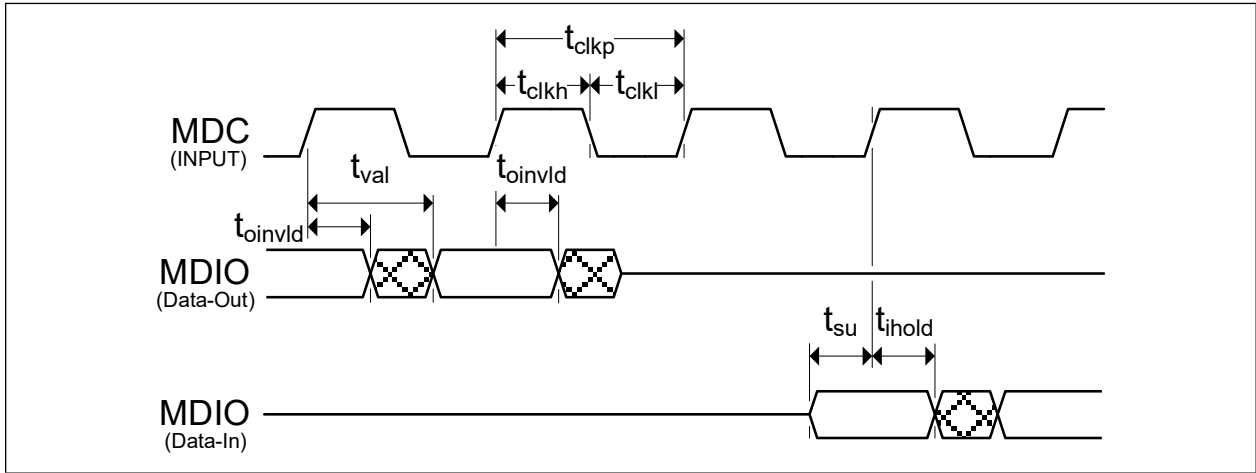 tclkp
tclkh tclkl
MDC
(INPUT)
tval
toinvld
toinvld
MDIO
(Data-Out)
tsu tihold
MDIO
(Data-In)